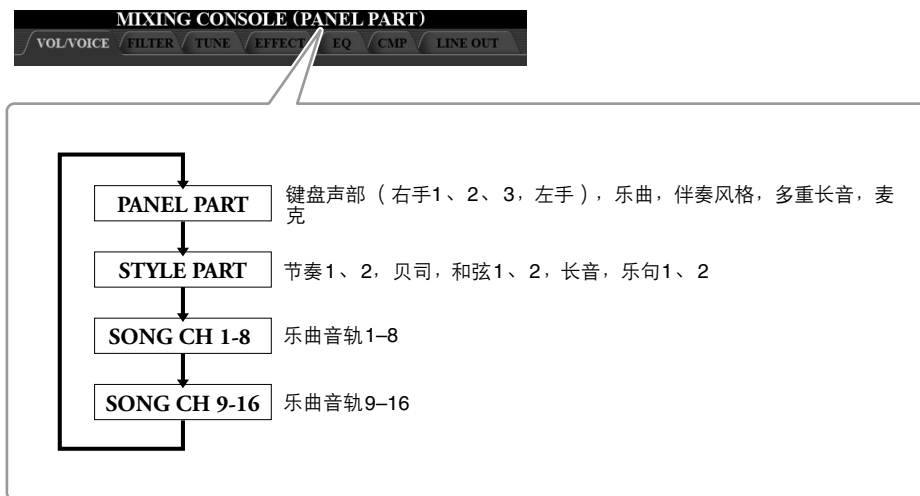 MIXING CONSOLE (PANEL PART)
VOL/VOICE FILTER TUNE EFFECT EQ CMP LINE OUT
PANEL PART
键盘声部（右手1、2、3，左手），乐曲，伴奏风格，多重长音，麦
克
STYLE PART
节奏1、2，贝司，和弦1、2，长音，乐句1、2
SONG CH 1-8
乐曲音轨1–8
SONG CH 9-16
乐曲音轨9–16